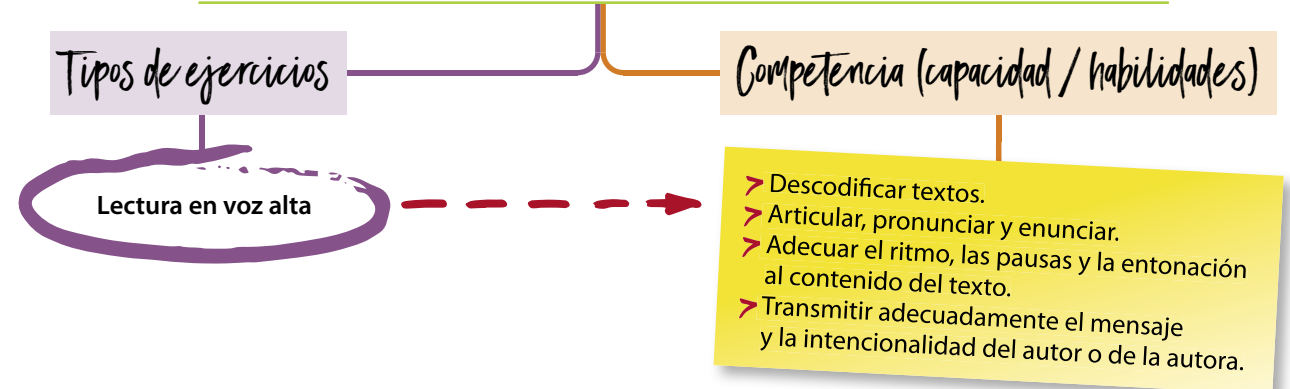 Tipos de ejercicios
Competencia (capacidad / habilidades)
Lectura en voz alta
Descodificar textos.
Articular, pronunciar y enunciar.
Adecuar el ritmo, las pausas y la entonación
al contenido del texto.
Transmitir adecuadamente el mensaje
y la intencionalidad del autor o de la autora.